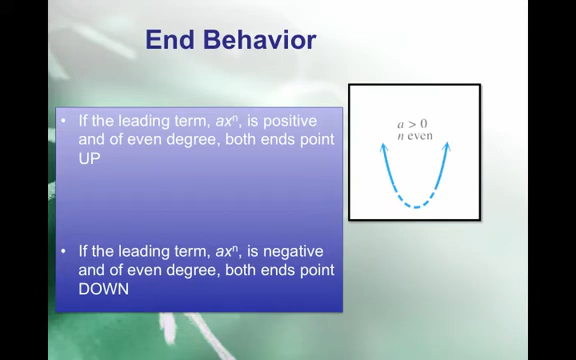 End Behavior
• If the leading term, axⁿ, is positive
and of even degree, both ends point
UP
a > 0
n even
• If the leading term, axⁿ, is negative
and of even degree, both ends point
DOWN